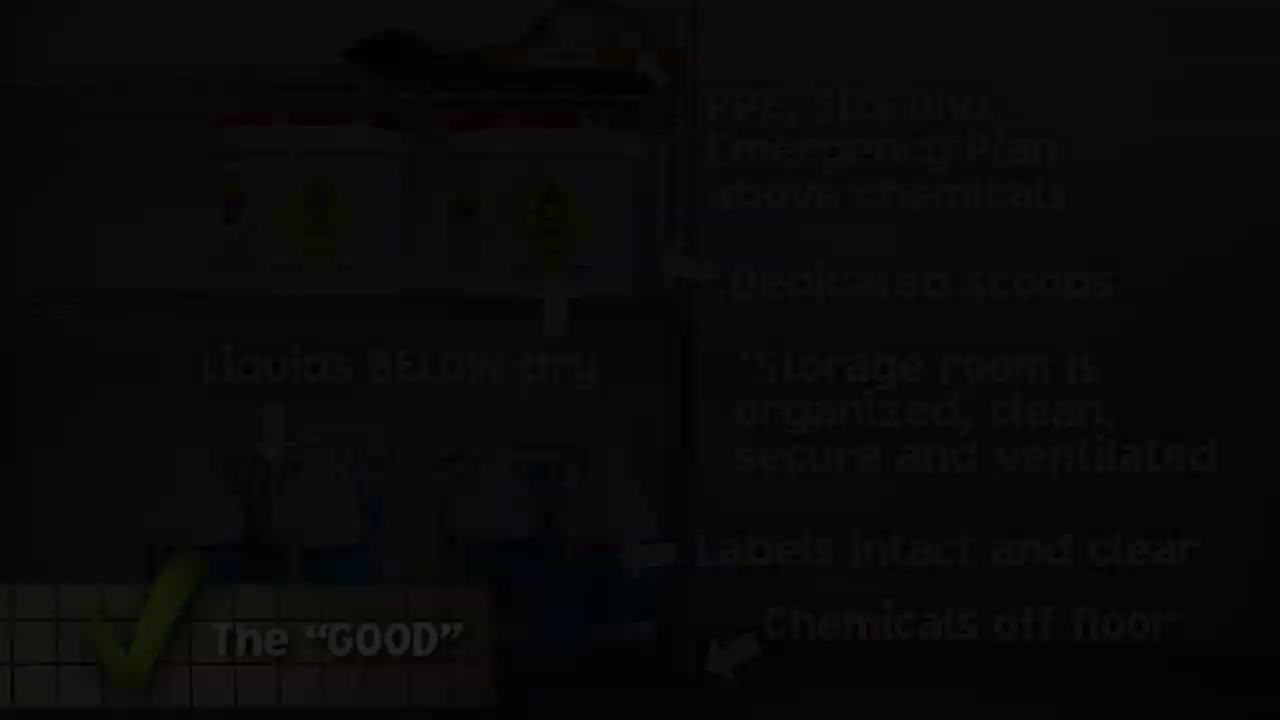 PPE, SDS and
Emergency Plan
above chemicals
Dedicated scoops
Liquids BELOW dry
*Storage room is
organized, clean,
secure and ventilated
Labels intact and clear
Chemicals off floor
The “GOOD”